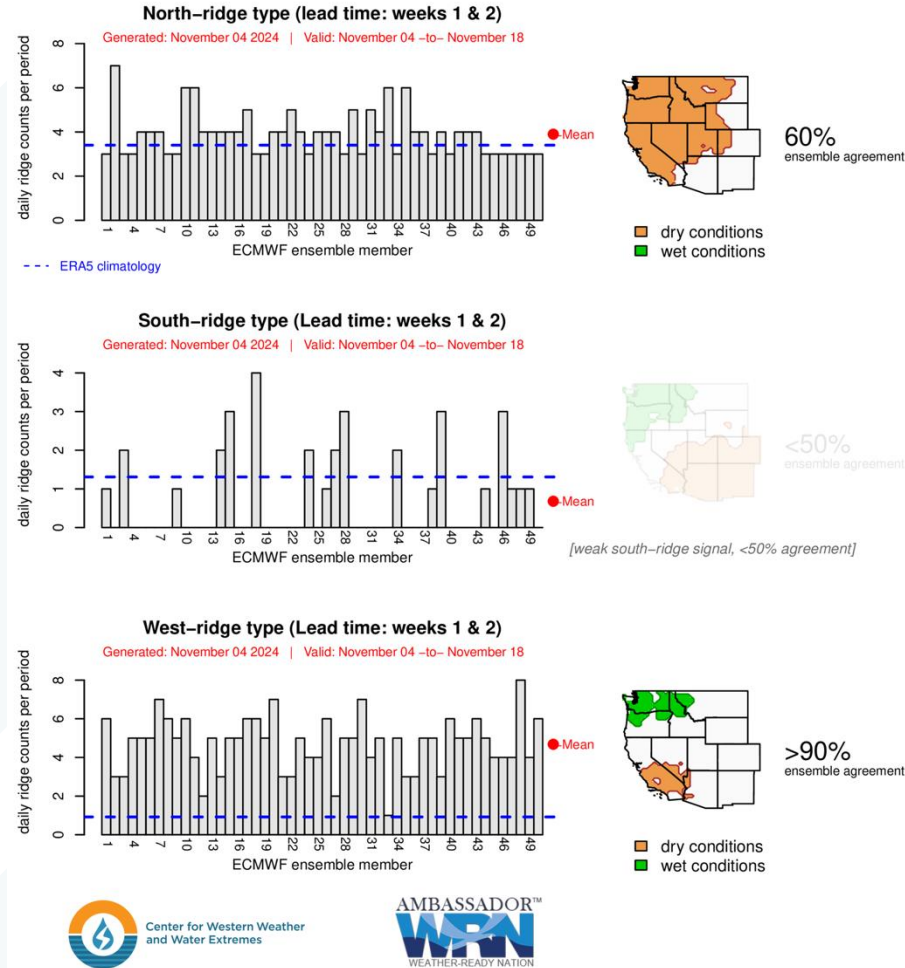 North−ridge type (lead time: weeks 1 & 2)
Generated: November 04 2024 | Valid: November 04 −to− November 18
daily ridge counts per period
0 2 4 6 8
1 4 7 10 13 16 19 22 25 28 31 34 37 40 43 46 49
ECMWF ensemble member
ERA5 climatology
Mean
60%
ensemble agreement
dry conditions
wet conditions
South−ridge type (Lead time: weeks 1 & 2)
Generated: November 04 2024 | Valid: November 04 −to− November 18
daily ridge counts per period
0 1 2 3 4
1 4 7 10 13 16 19 22 25 28 31 34 37 40 43 46 49
ECMWF ensemble member
Mean
<50%
ensemble agreement
[weak south−ridge signal, <50% agreement]
West−ridge type (Lead time: weeks 1 & 2)
Generated: November 04 2024 | Valid: November 04 −to− November 18
daily ridge counts per period
0 2 4 6 8
1 4 7 10 13 16 19 22 25 28 31 34 37 40 43 46 49
ECMWF ensemble member
Mean
>90%
ensemble agreement
dry conditions
wet conditions
Center for Western Weather
and Water Extremes
AMBASSADOR™
WRN
WEATHER-READY NATION